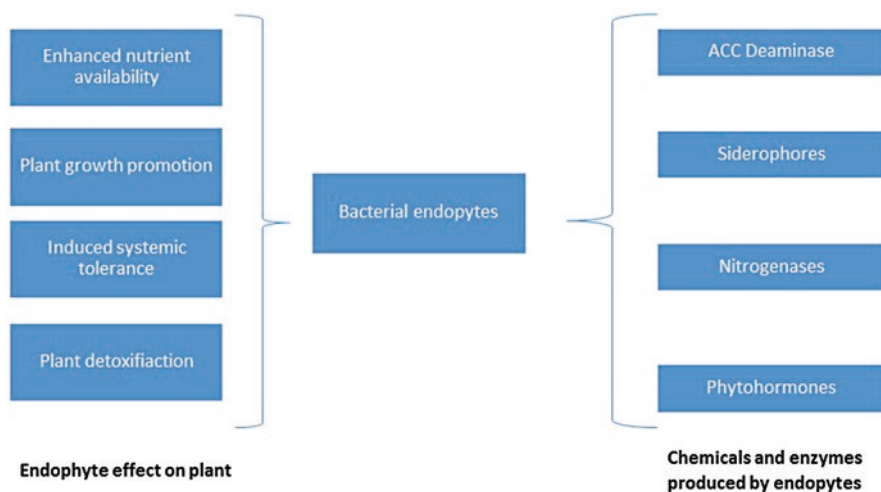 Enhanced nutrient
availability
Plant growth promotion
Induced systemic
tolerance
Plant detoxifiaction
Bacterial endopytes
ACC Deaminase
Siderophores
Nitrogenases
Phytohormones
Endophyte effect on plant
Chemicals and enzymes
produced by endopytes